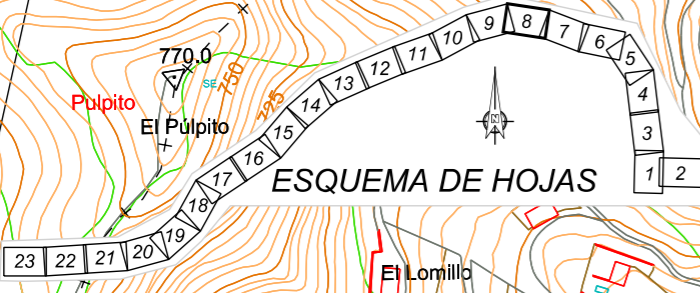 9 8 7 6 5 4 3 1 2
10 11 12 13 14 15 16 17 18 19 20 21 22 23
770.0
SE
750
725
Pulpito
El Púlpito
N
ESQUEMA DE HOJAS
El Lomillo